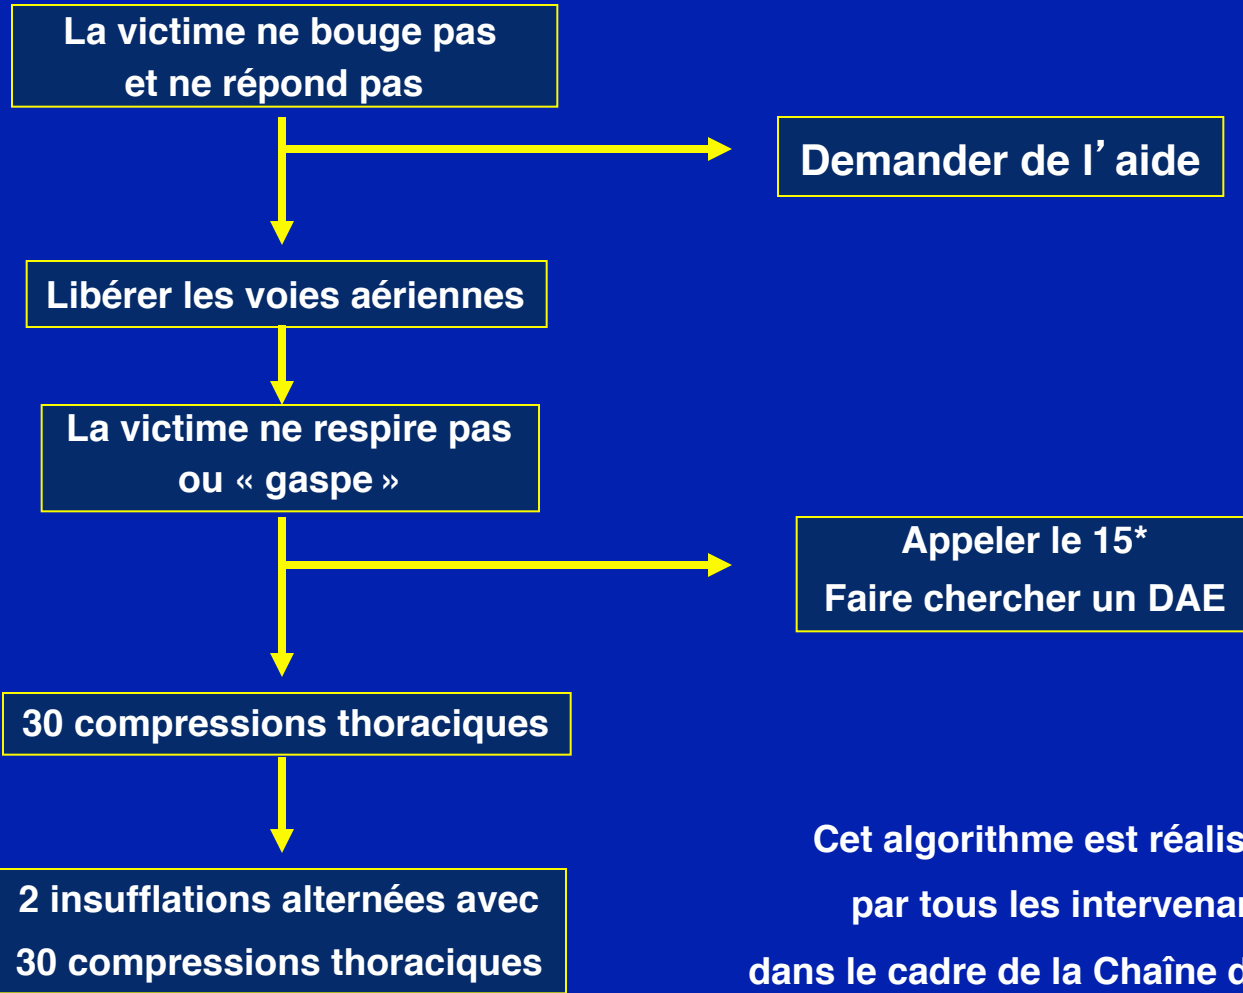 La victime ne bouge pas
et ne répond pas
Demander de l’aide
Libérer les voies aériennes
La victime ne respire pas
ou « gaspe »
Appeler le 15*
Faire chercher un DAE
30 compressions thoraciques
2 insufflations alternées avec
30 compressions thoraciques
Cet algorithme est
par tous les
dans le cadre de la Chaîne